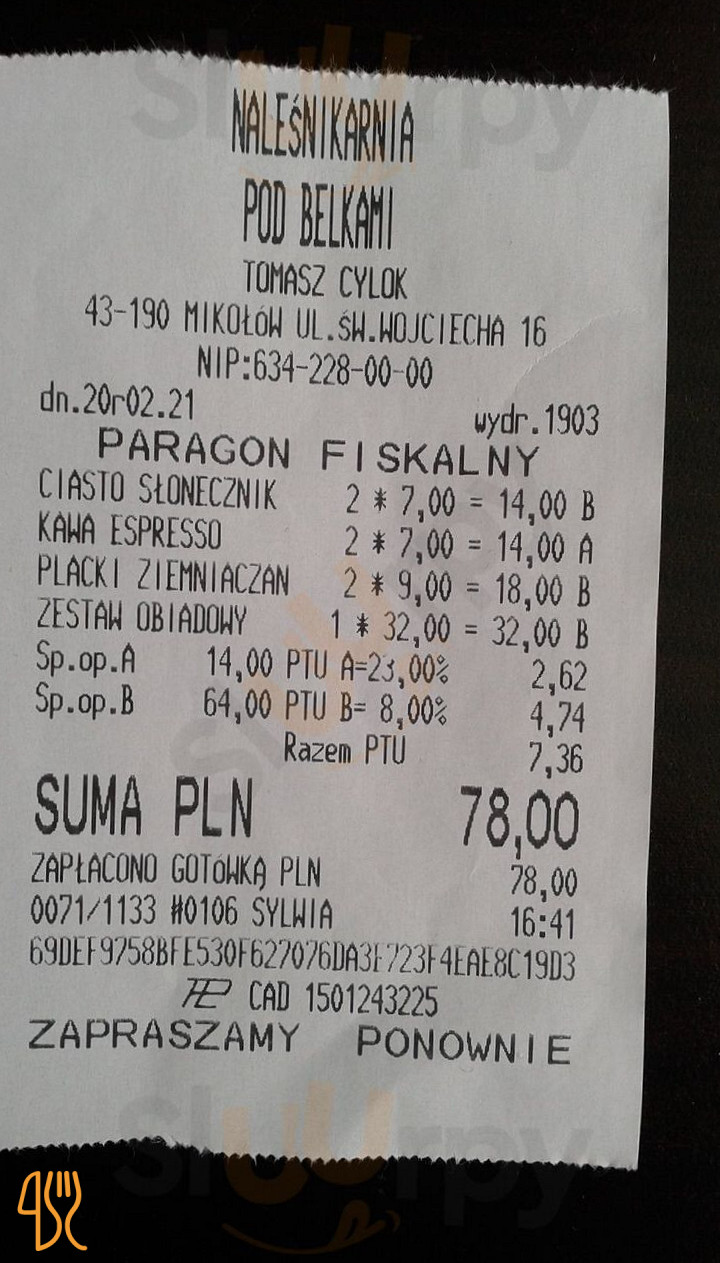 NALEŚNIKARNIA
POD BELKAMI
TOMASZ CYLOK
43-190 MIKOŁÓW UL.ŚW.WOJCIECHA 16
NIP:634-228-00-00
dn.20r02.21 wydr.1903
PARAGON FISKALNY
CIASTO SŁONECZNIK 2 * 7,00 = 14,00 B
KAWA ESPRESSO 2 * 7,00 = 14,00 A
PLACKI ZIEMNIACZAN 2 * 9,00 = 18,00 B
ZESTAW OBIADOWY 1 * 32,00 = 32,00 B
Sp.op.A 14,00 PTU A=23,00% 2,62
Sp.op.B 64,00 PTU B= 8,00% 4,74
Razem PTU 7,36
SUMA PLN 78,00
ZAPŁACONO GOTÓWKĄ PLN 78,00
0071/1133 #0106 SYLWIA 16:41
69DEF9758BFE530F627076DA3E723F4EAE8C19D3
CAD 1501243225
ZAPRASZAMY PONOWNIE
sluurpy
sluurpy
sluurpy